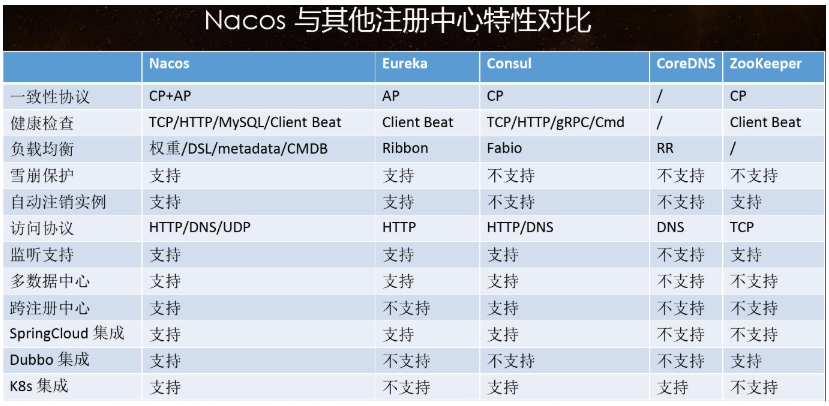 Nacos 与其他注册中心特性对比
Nacos Eureka Consul CoreDNS ZooKeeper
一致性协议 CP+AP AP CP / CP
健康检查 TCP/HTTP/MySQL/Client Beat Client Beat TCP/HTTP/gRPC/Cmd / Client Beat
负载均衡 权重/DSL/metadata/CMDB Ribbon Fabio RR /
雪崩保护 支持 支持 不支持 不支持 不支持
自动注销实例 支持 支持 不支持 不支持 支持
访问协议 HTTP/DNS/UDP HTTP HTTP/DNS DNS TCP
监听支持 支持 支持 支持 不支持 支持
多数据中心 支持 支持 支持 不支持 不支持
跨注册中心 支持 不支持 支持 不支持 不支持
SpringCloud 集成 支持 支持 支持 不支持 不支持
Dubbo 集成 支持 不支持 不支持 不支持 支持
K8s 集成 支持 不支持 支持 支持 不支持